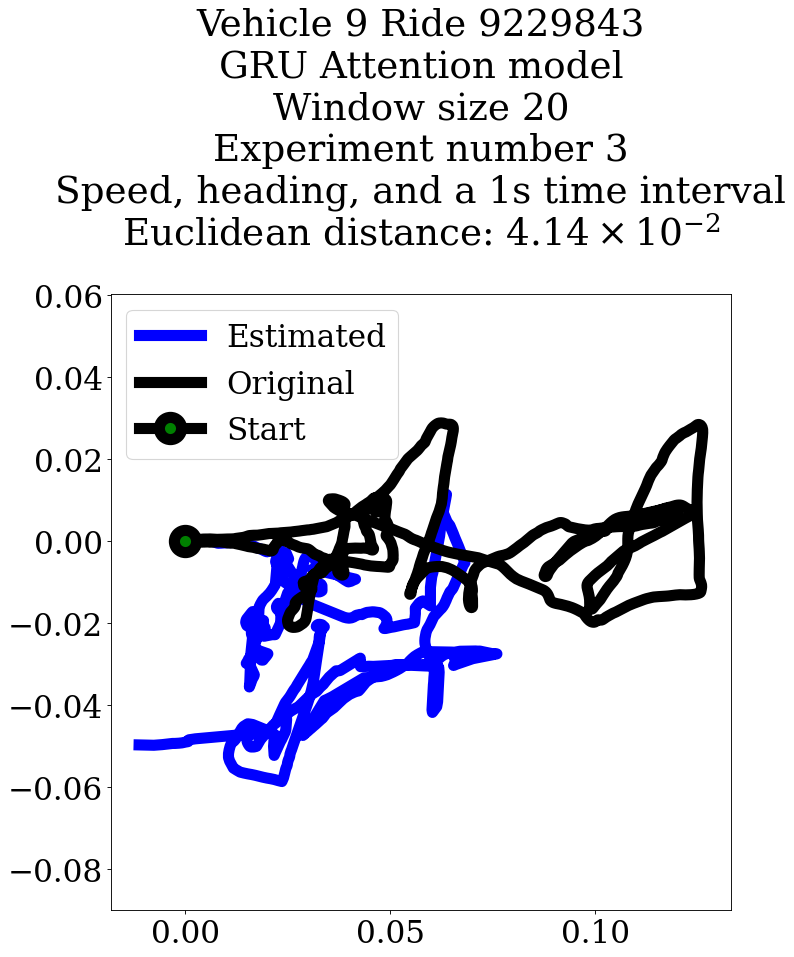 Vehicle 9 Ride 9229843
GRU Attention model
Window size 20
Experiment number 3
Speed, heading, and a 1s time interval
Euclidean distance: 4.14 × 10⁻²
0.06
Estimated
0.04
Original
0.02
Start
0.00
−0.02
−0.04
−0.06
−0.08
0.00 0.05 0.10